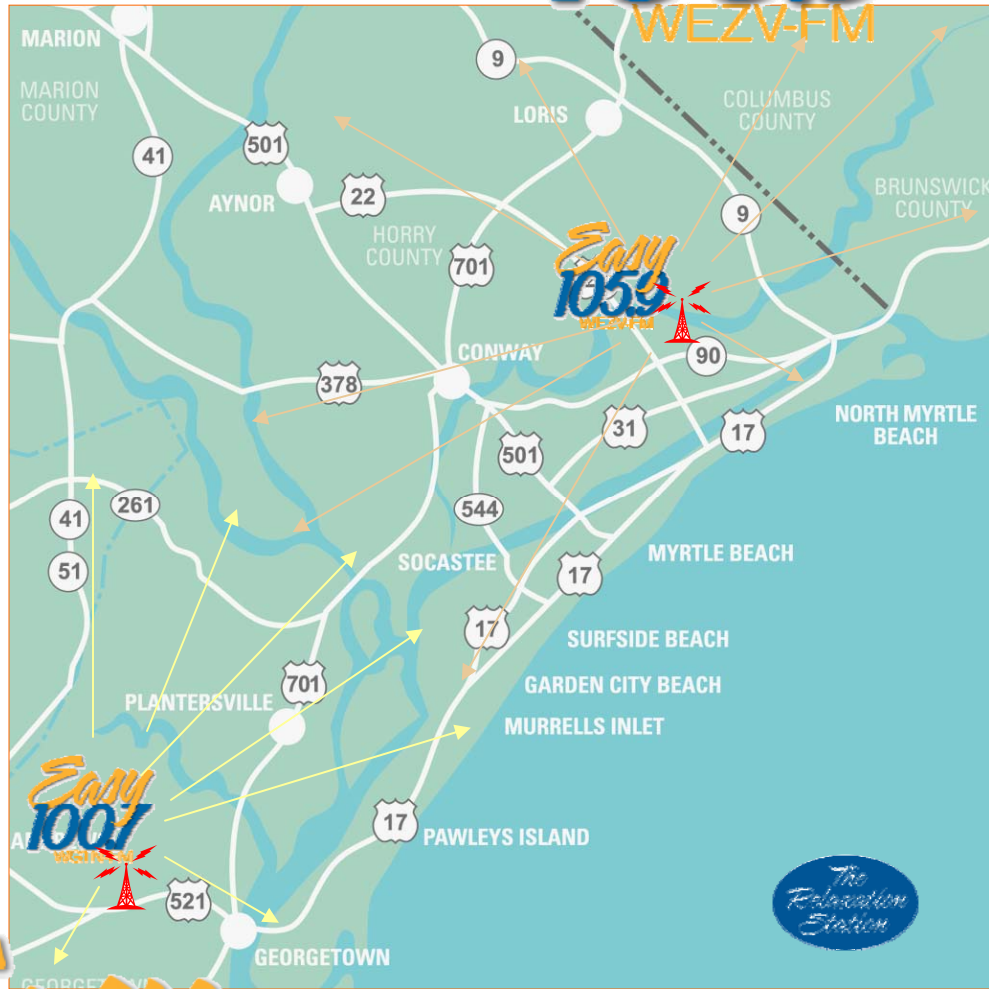 WEZV-FM
MARION
MARION
COUNTY
9
LORIS
COLUMBUS
COUNTY
41
501
AYNOR
22
BRUNSWICK
COUNTY
9
HORRY
COUNTY
701
Easy
105.9
WEZV-FM
CONWAY
90
378
NORTH MYRTLE
BEACH
31
17
501
261
544
41
51
SOCASTEE
MYRTLE BEACH
17
17
SURFSIDE BEACH
GARDEN CITY BEACH
701
PLANTERSVILLE
MURRELLS INLET
Easy
100.7
17
PAWLEYS ISLAND
The
Relaxation
Station
521
GEORGETOWN